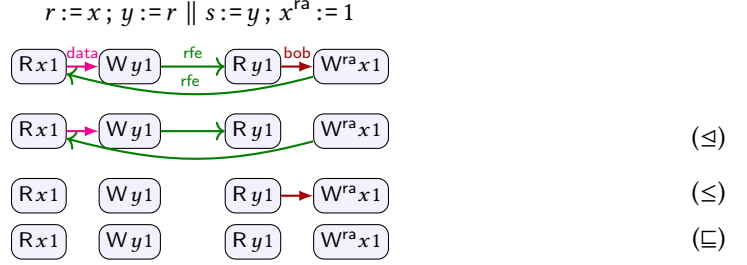 r := x ; y := r ∥ s := y ; x^ra := 1
data rfe bob
R x1 W y1 R y1 W^ra x1
rfe
R x1 W y1 R y1 W^ra x1 (⊴)
R x1 W y1 R y1 W^ra x1 (≤)
R x1 W y1 R y1 W^ra x1 (⊑)